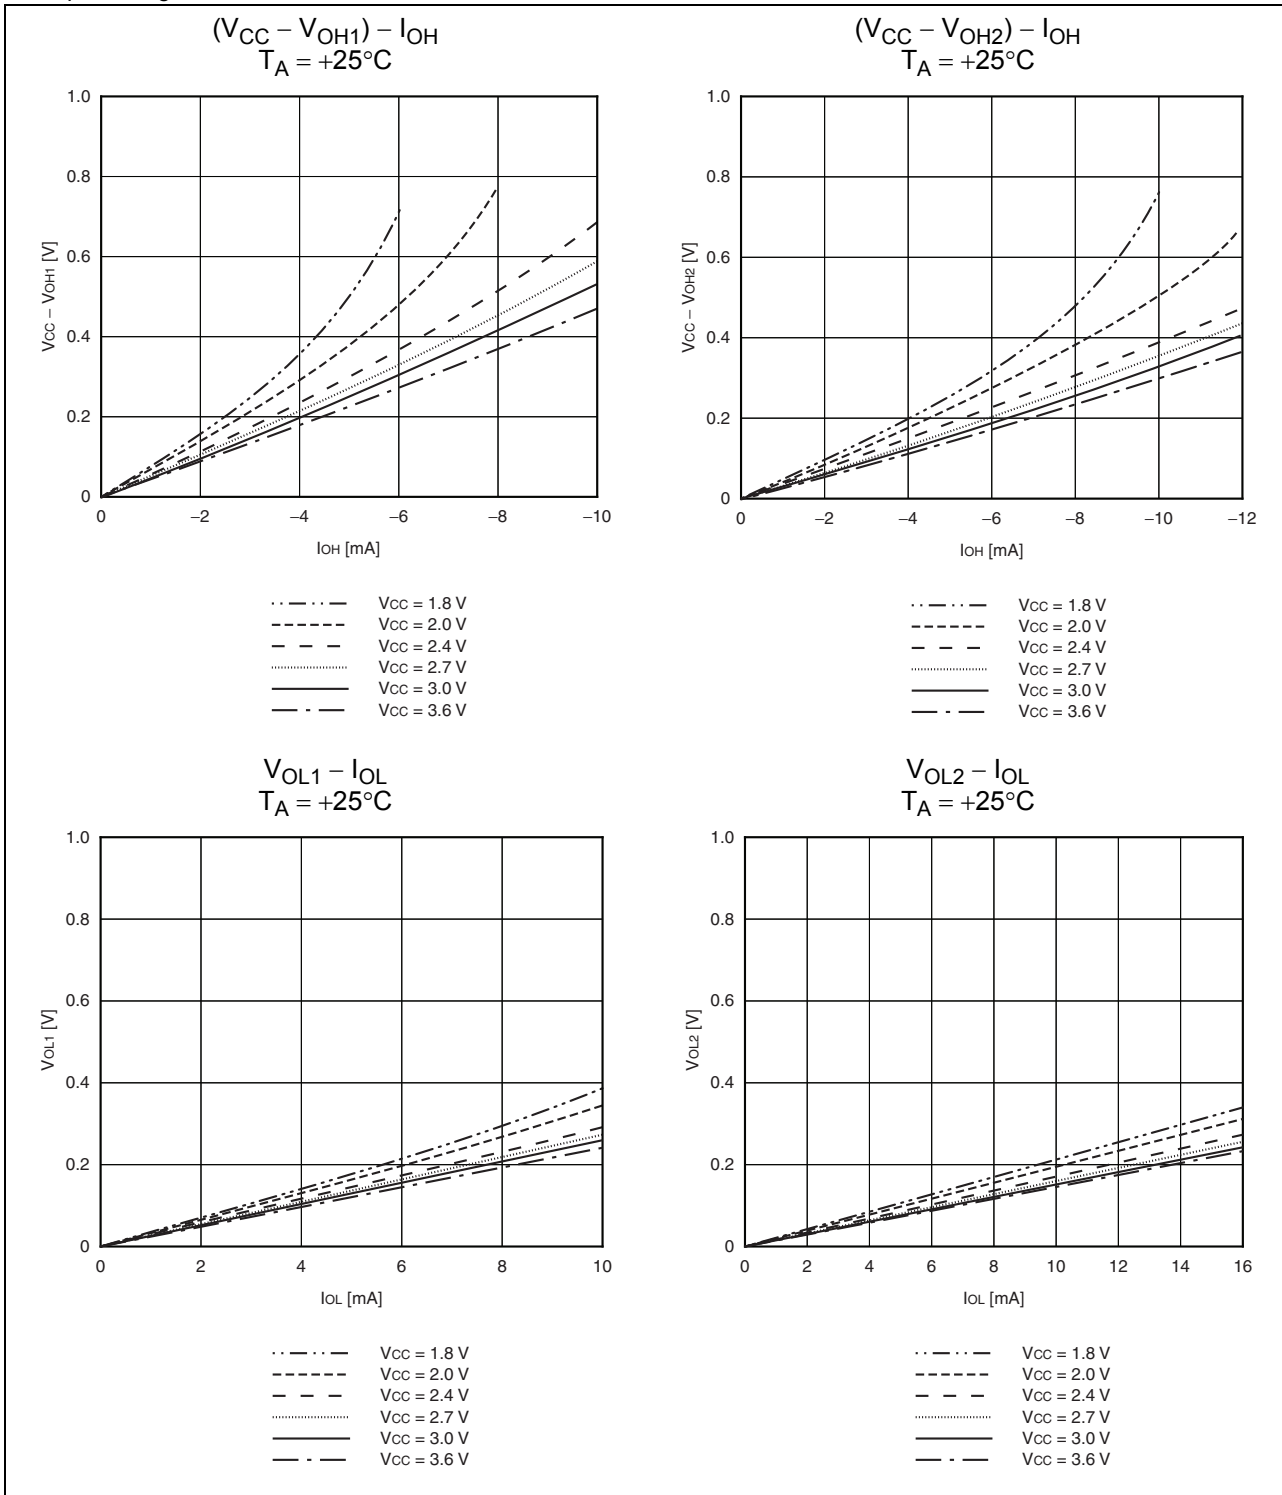 (VCC – VOH1) – IOH
TA = +25°C
1.0
0.8
0.6
0.4
0.2
0
VCC – VOH1 [V]
0 –2 –4 –6 –8 –10
IOH [mA]
VCC = 1.8 V
VCC = 2.0 V
VCC = 2.4 V
VCC = 2.7 V
VCC = 3.0 V
VCC = 3.6 V
(VCC – VOH2) – IOH
TA = +25°C
1.0
0.8
0.6
0.4
0.2
0
VCC – VOH2 [V]
0 –2 –4 –6 –8 –10 –12
IOH [mA]
VCC = 1.8 V
VCC = 2.0 V
VCC = 2.4 V
VCC = 2.7 V
VCC = 3.0 V
VCC = 3.6 V
VOL1 – IOL
TA = +25°C
1.0
0.8
0.6
0.4
0.2
0
VOL1 [V]
0 2 4 6 8 10
IOL [mA]
VCC = 1.8 V
VCC = 2.0 V
VCC = 2.4 V
VCC = 2.7 V
VCC = 3.0 V
VCC = 3.6 V
VOL2 – IOL
TA = +25°C
1.0
0.8
0.6
0.4
0.2
0
VOL2 [V]
0 2 4 6 8 10 12 14 16
IOL [mA]
VCC = 1.8 V
VCC = 2.0 V
VCC = 2.4 V
VCC = 2.7 V
VCC = 3.0 V
VCC = 3.6 V